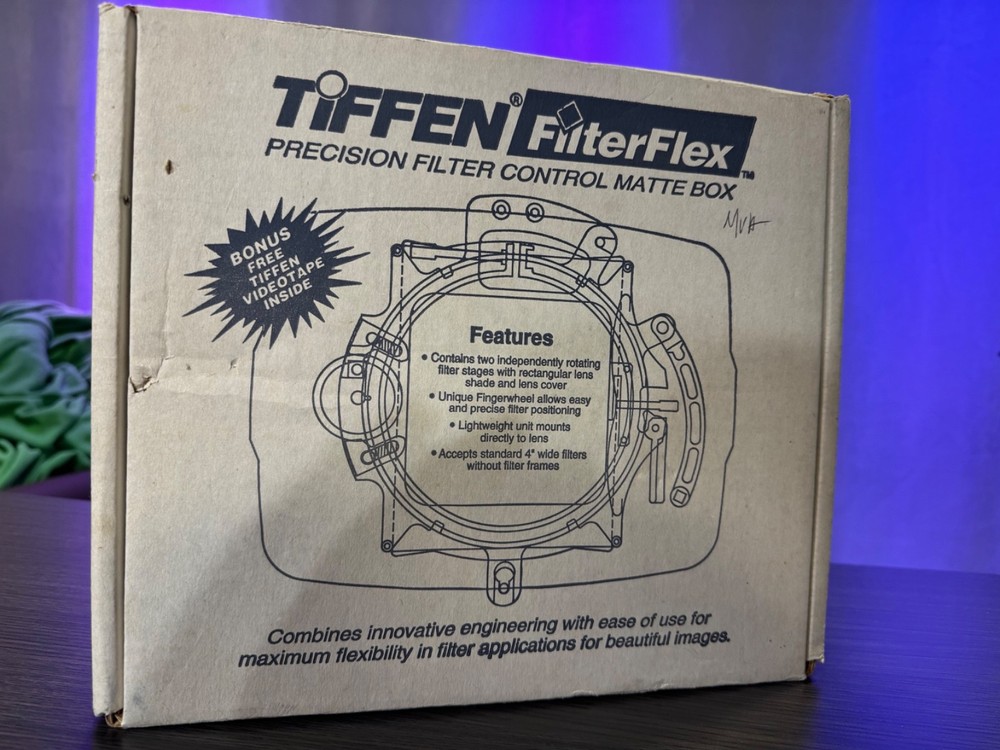 TiFFEN® FilterFlex™
PRECISION FILTER CONTROL MATTE BOX
MVA
BONUS
FREE
TIFFEN
VIDEOTAPE
INSIDE
Features
• Contains two independently rotating
filter stages with rectangular lens
shade and lens cover
• Unique Fingerwheel allows easy
and precise filter positioning
• Lightweight unit mounts
directly to lens
• Accepts standard 4" wide filters
without filter frames
Combines innovative engineering with ease of use for
maximum flexibility in filter applications for beautiful images.